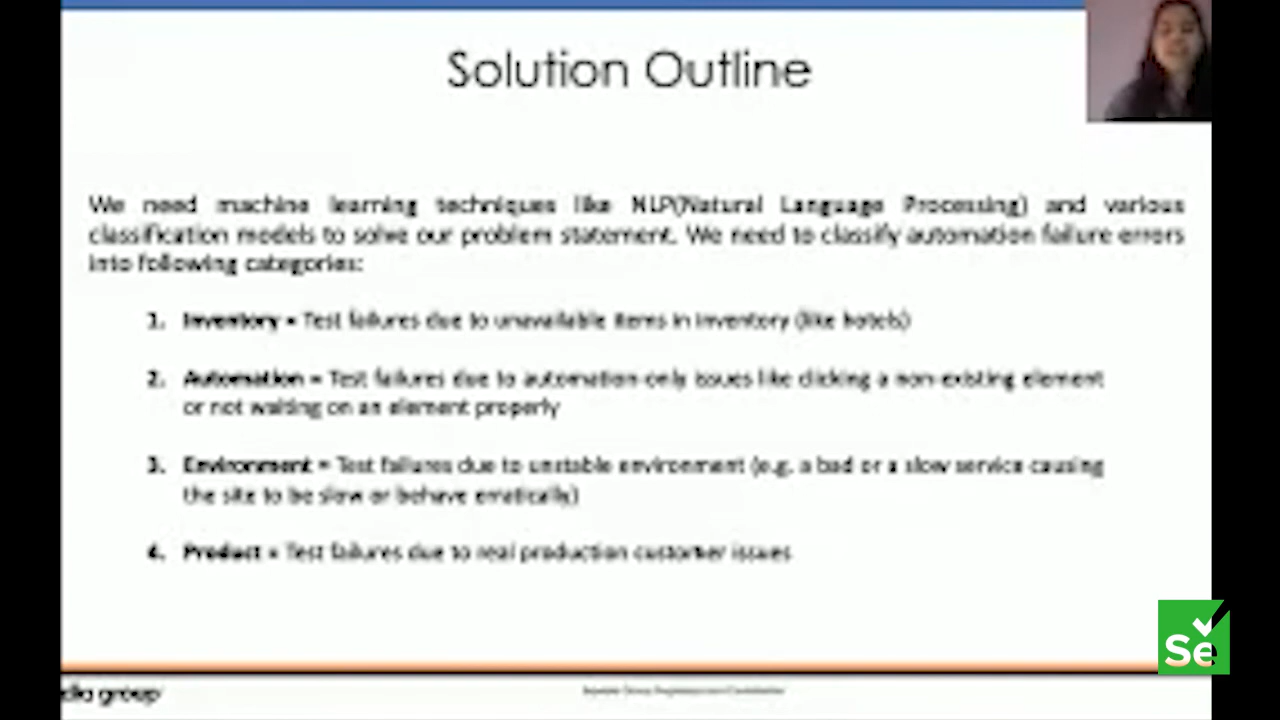 Solution Outline
We need machine learning techniques like NLP(Natural Language Processing) and various
classification models to solve our problem statement. We need to classify automation failure errors
into following categories:
1. Inventory = Test failures due to unavailable items in inventory (like hotels)
2. Automation = Test failures due to automation-only issues like clicking a non-existing element
or not waiting on an element properly
3. Environment = Test failures due to unstable environment (e.g. a bad or a slow service causing
the site to be slow or behave erratically)
4. Product = Test failures due to real production customer issues
Se
dia group